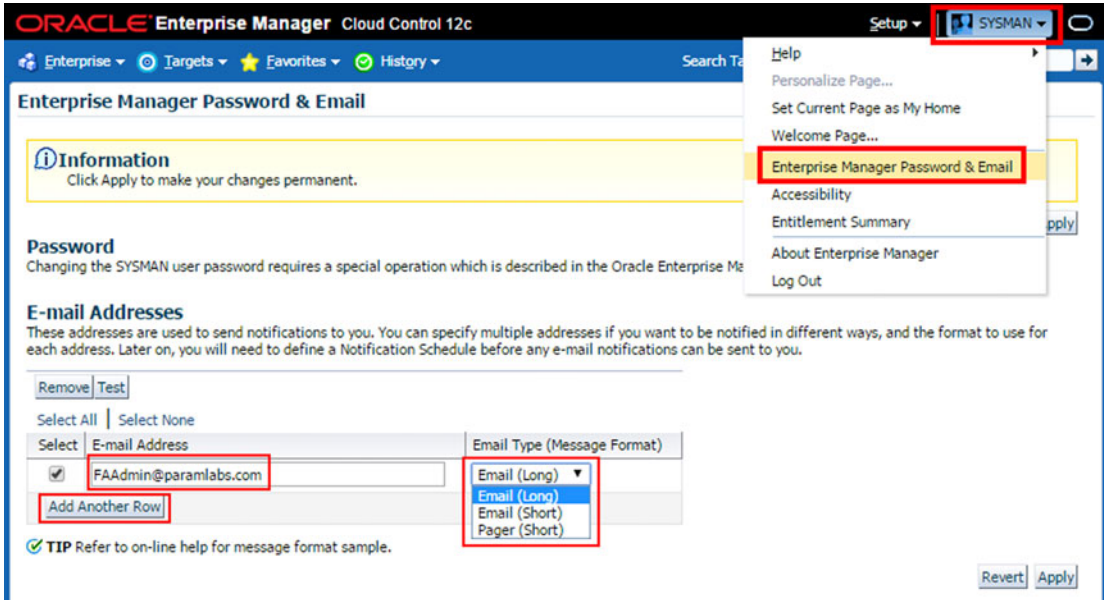 ORACLE Enterprise Manager Cloud Control 12c
Setup
SYSMAN
Enterprise
Targets
Favorites
History
Search Ta
Help
Personalize Page...
Set Current Page as My Home
Welcome Page...
Enterprise Manager Password & Email
Accessibility
Entitlement Summary
About Enterprise Manager
Log Out
Enterprise Manager Password & Email
Information
Click Apply to make your changes permanent.
pply
Password
Changing the SYSMAN user password requires a special operation which is described in the Oracle Enterprise Ma
E-mail Addresses
These addresses are used to send notifications to you. You can specify multiple addresses if you want to be notified in different ways, and the format to use for
each address. Later on, you will need to define a Notification Schedule before any e-mail notifications can be sent to you.
Remove Test
Select All | Select None
Select E-mail Address Email Type (Message Format)
FAAdmin@paramlabs.com Email (Long)
Email (Long)
Email (Short)
Pager (Short)
Add Another Row
TIP Refer to on-line help for message format sample.
Revert Apply